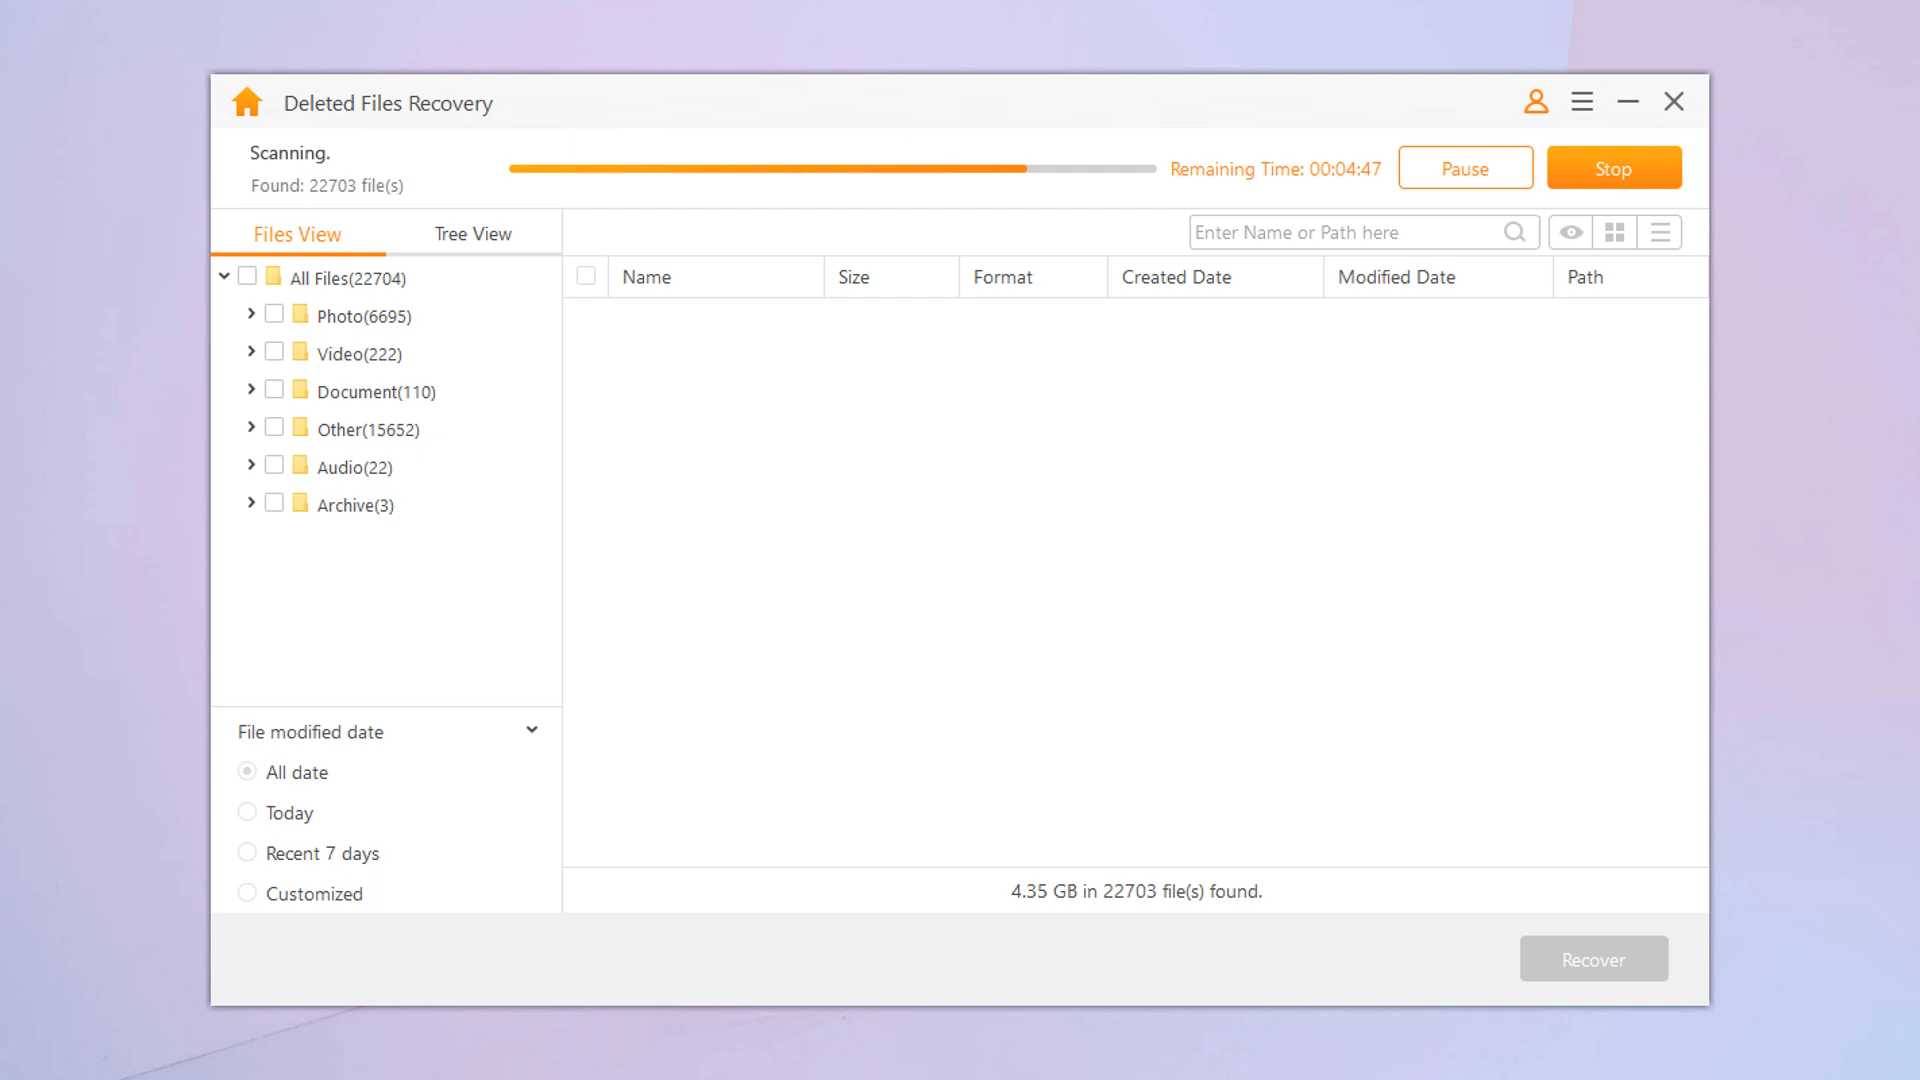 Deleted Files Recovery
Scanning.
Found: 22703 file(s)
Remaining Time: 00:04:47
Pause
Stop
Files View
Tree View
Enter Name or Path here
All Files(22704)
Photo(6695)
Video(222)
Document(110)
Other(15652)
Audio(22)
Archive(3)
Name Size Format Created Date Modified Date Path
File modified date
All date
Today
Recent 7 days
Customized
4.35 GB in 22703 file(s) found.
Recover